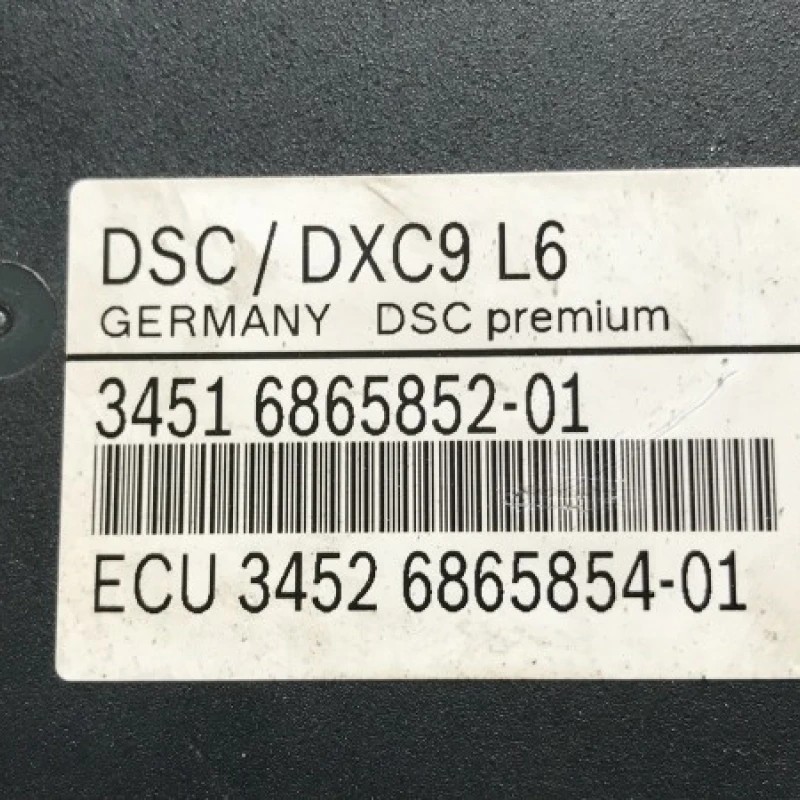 DSC / DXC9 L6
GERMANY DSC premium
3451 6865852-01
ECU 3452 6865854-01